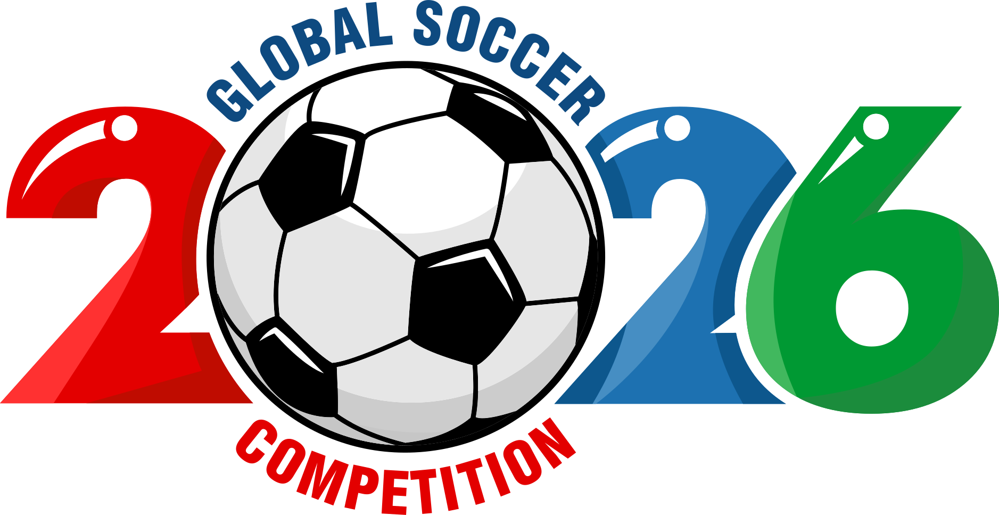 GLOBAL SOCCER
2026
COMPETITION